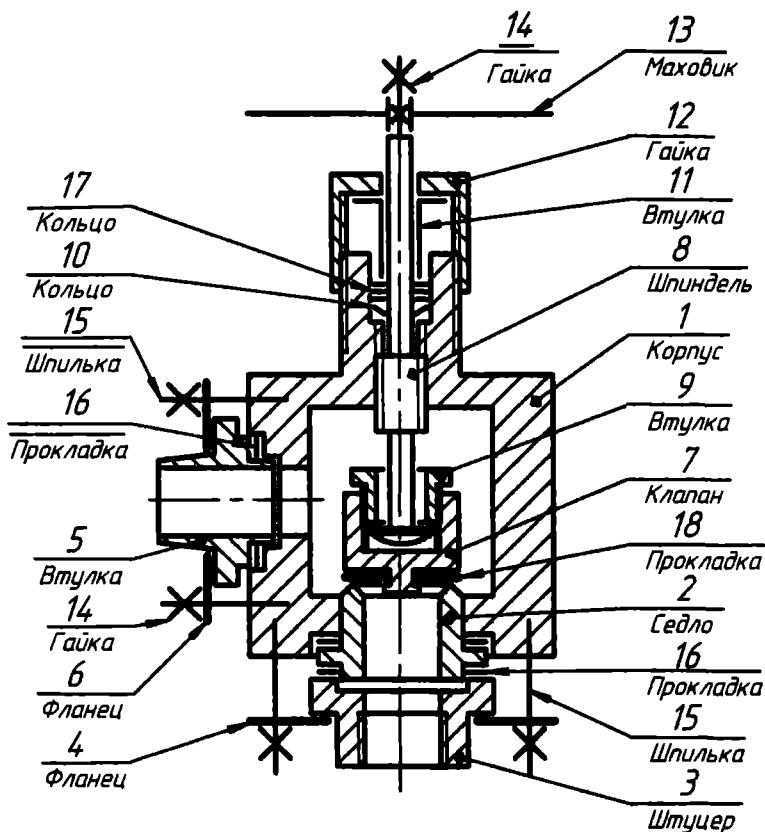 14
Гайка
13
Маховик
12
Гайка
17
Кольцо
11
Втулка
10
Кольцо
8
Шпиндель
15
Шпилька
1
Корпус
16
Прокладка
9
Втулка
7
Клапан
5
Втулка
18
Прокладка
14
Гайка
2
Седло
6
Фланец
16
Прокладка
4
Фланец
15
Шпилька
3
Штуцер